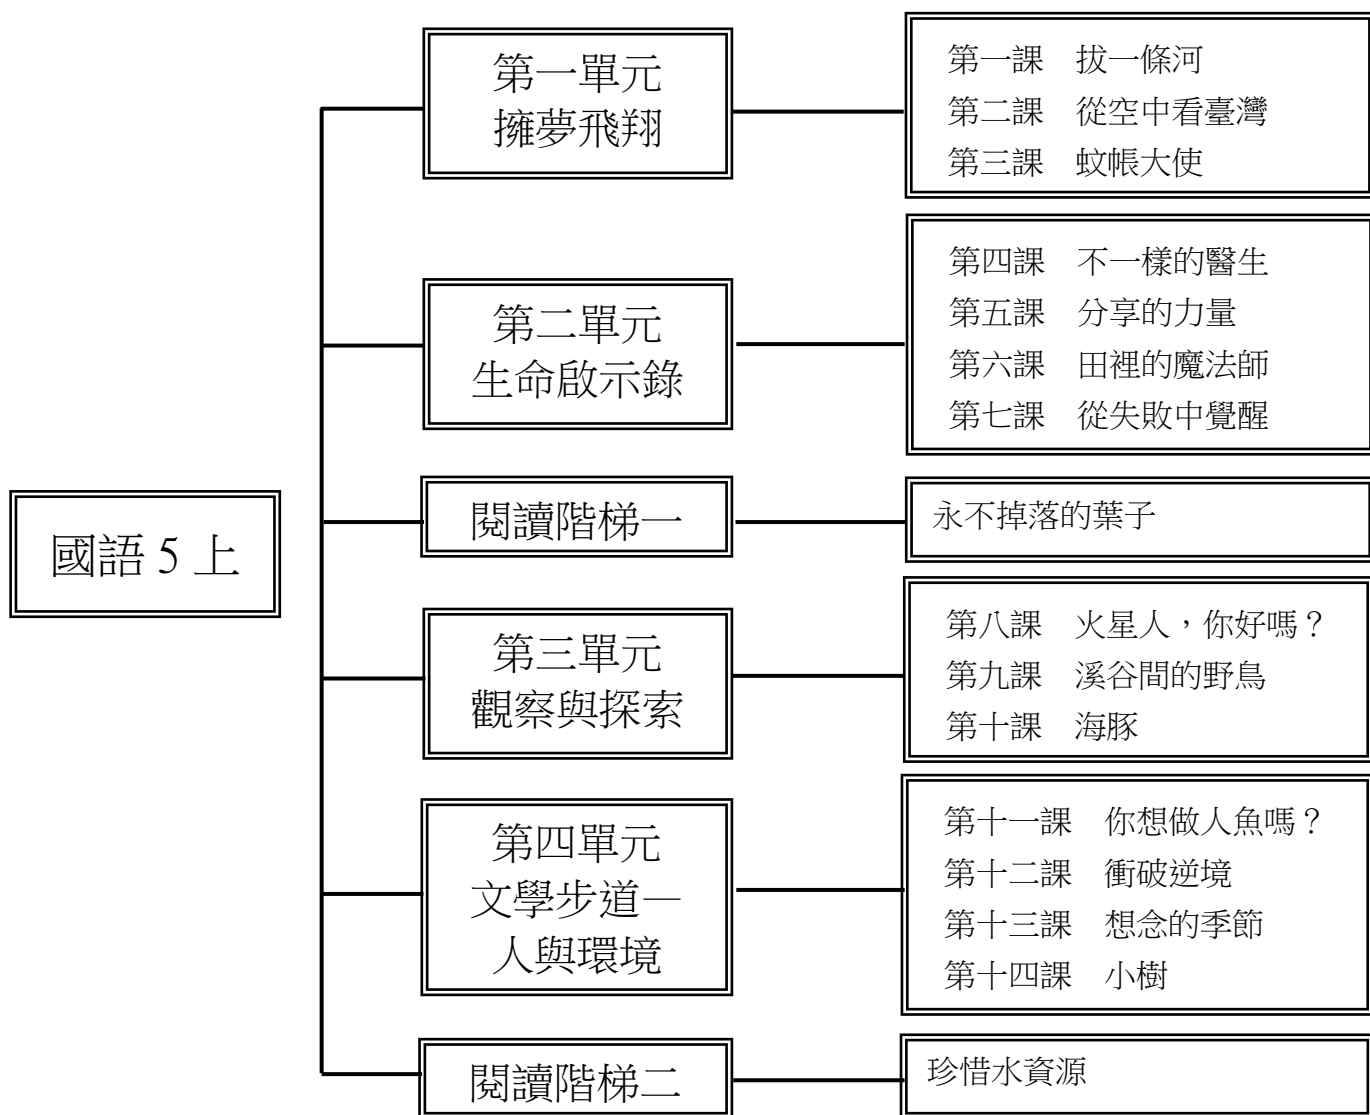 國語 5 上
第一單元
擁夢飛翔
第一課　拔一條河
第二課　從空中看臺灣
第三課　蚊帳大使
第二單元
生命啟示錄
第四課　不一樣的醫生
第五課　分享的力量
第六課　田裡的魔法師
第七課　從失敗中覺醒
閱讀階梯一
永不掉落的葉子
第三單元
觀察與探索
第八課　火星人，你好嗎？
第九課　溪谷間的野鳥
第十課　海豚
第四單元
文學步道－
人與環境
第十一課　你想做人魚嗎？
第十二課　衝破逆境
第十三課　想念的季節
第十四課　小樹
閱讀階梯二
珍惜水資源